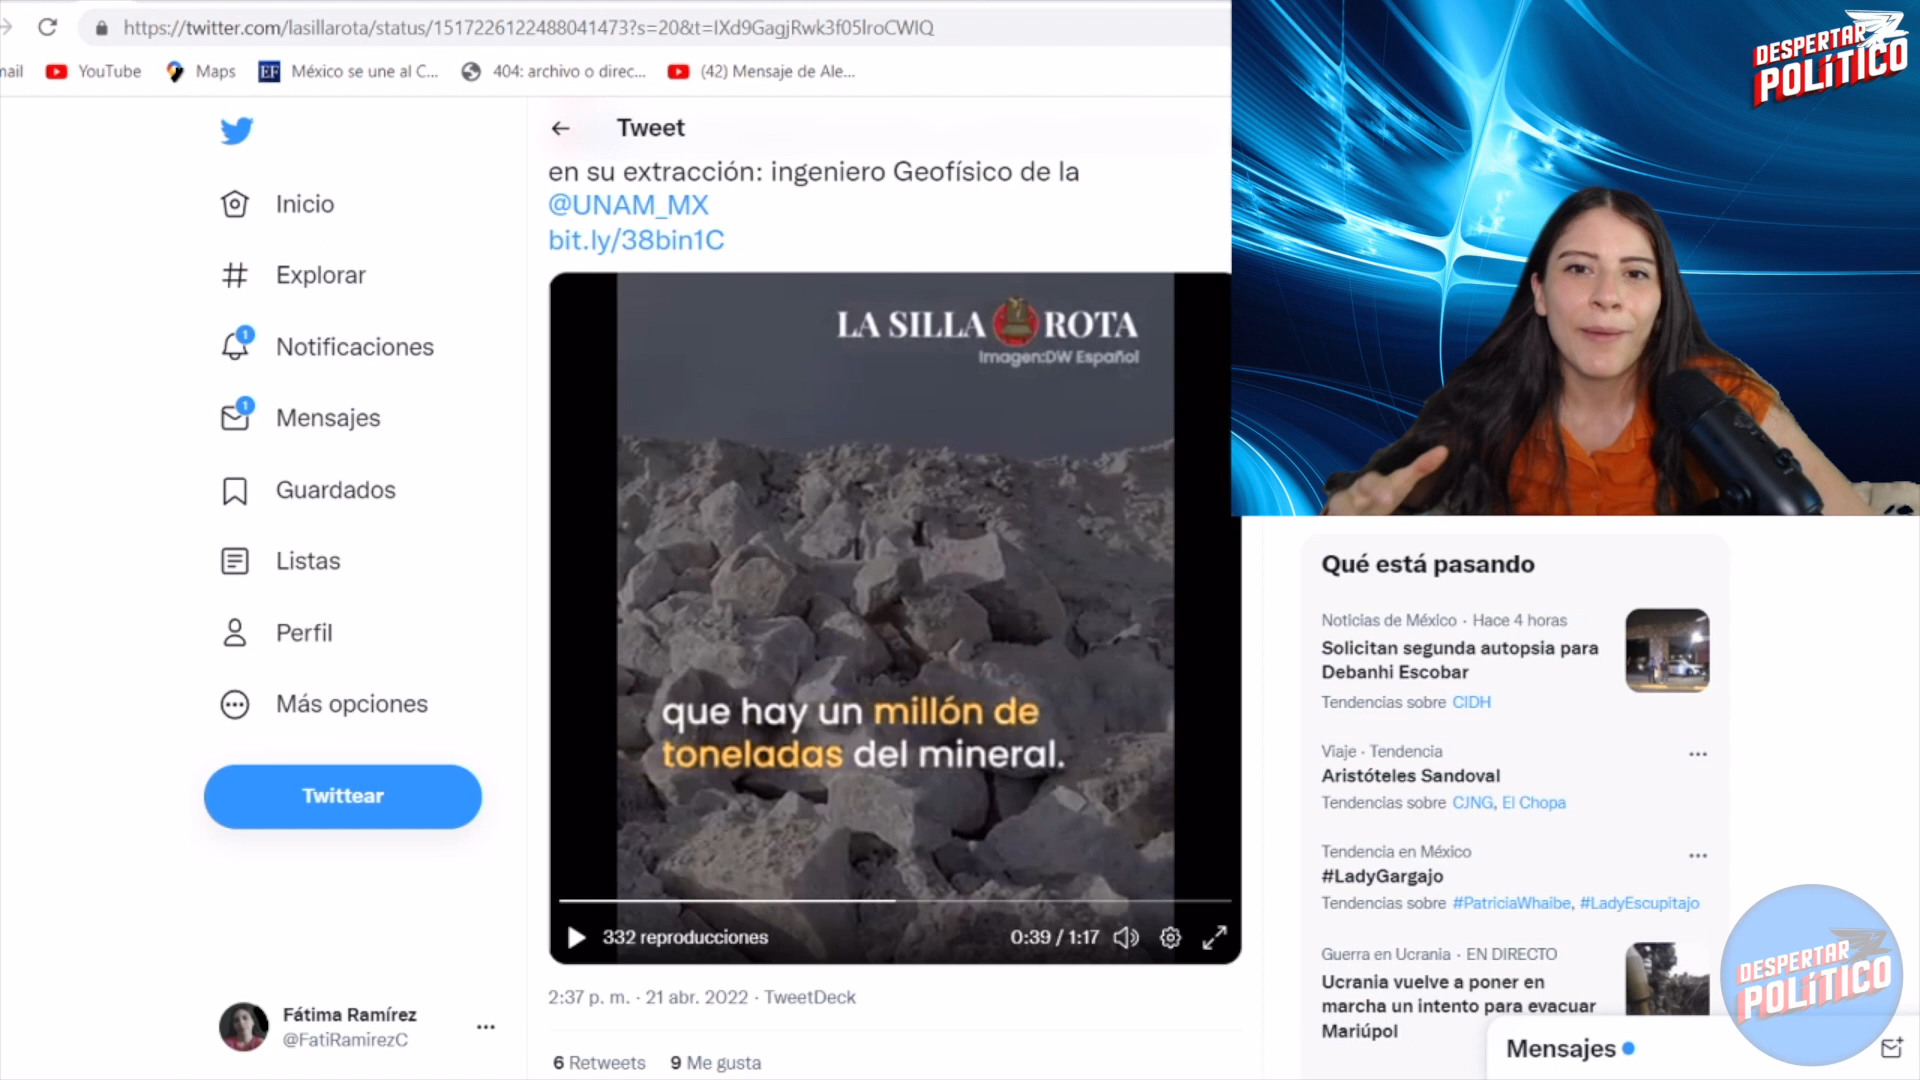 https://twitter.com/lasillarota/status/1517226122488041473?s=20&t=IXd9GagjRwk3f05lroCWlQ
mail
YouTube
Maps
EF
México se une al C...
404: archivo o direc...
(42) Mensaje de Ale...
DESPERTAR
POLÍTICO
Tweet
en su extracción: ingeniero Geofísico de la
@UNAM_MX
bit.ly/38bin1C
Inicio
Explorar
1
Notificaciones
1
Mensajes
Guardados
Listas
Perfil
Más opciones
Twittear
Fátima Ramírez
@FatiRamirezC
LA SILLA ROTA
Imagen:DW Español
que hay un millón de
toneladas del mineral.
332 reproducciones
0:39 / 1:17
2:37 p. m. · 21 abr. 2022 · TweetDeck
6 Retweets 9 Me gusta
Qué está pasando
Noticias de México · Hace 4 horas
Solicitan segunda autopsia para
Debanhi Escobar
Tendencias sobre CIDH
Viaje · Tendencia
Aristóteles Sandoval
Tendencias sobre CJNG, El Chopa
Tendencia en México
#LadyGargajo
Tendencias sobre #PatriciaWhaibe, #LadyEscupitajo
Guerra en Ucrania · EN DIRECTO
Ucrania vuelve a poner en
marcha un intento para evacuar
Mariúpol
Mensajes
DESPERTAR
POLÍTICO